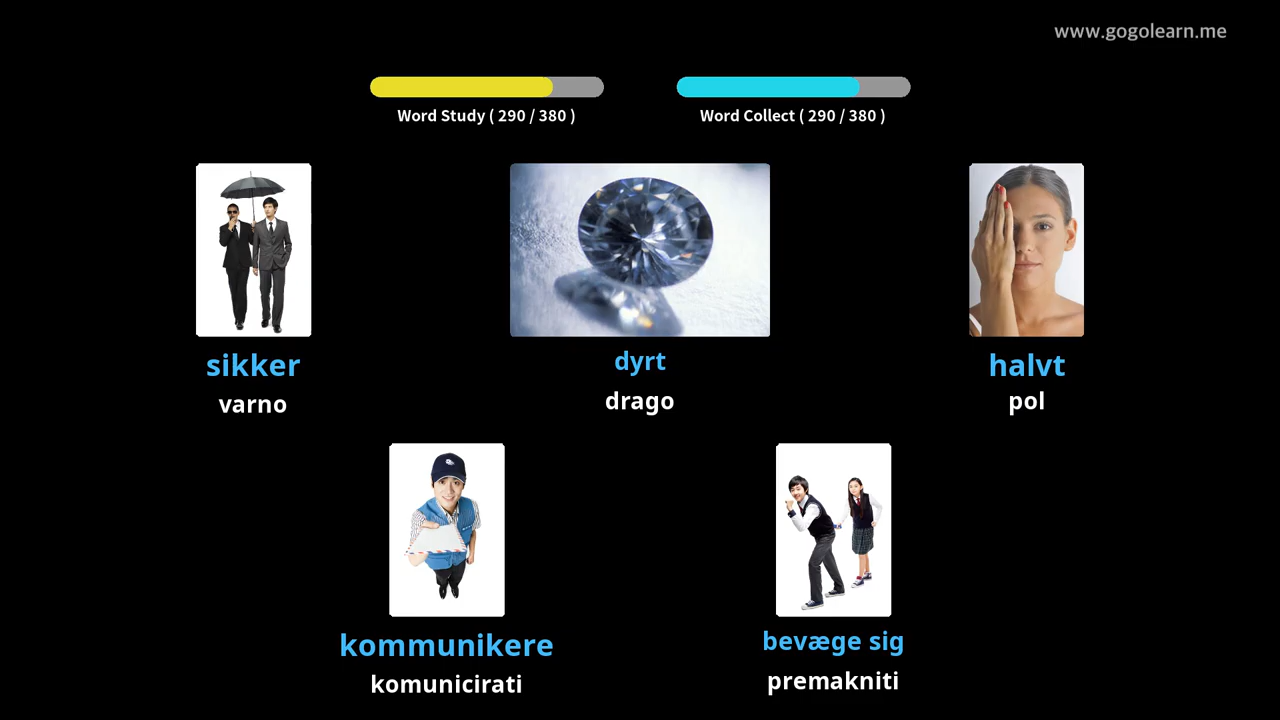 www.gogolearn.me
Word Study ( 290 / 380 )
Word Collect ( 290 / 380 )
sikker
varno
dyrt
drago
halvt
pol
kommunikere
komunicirati
bevæge sig
premakniti